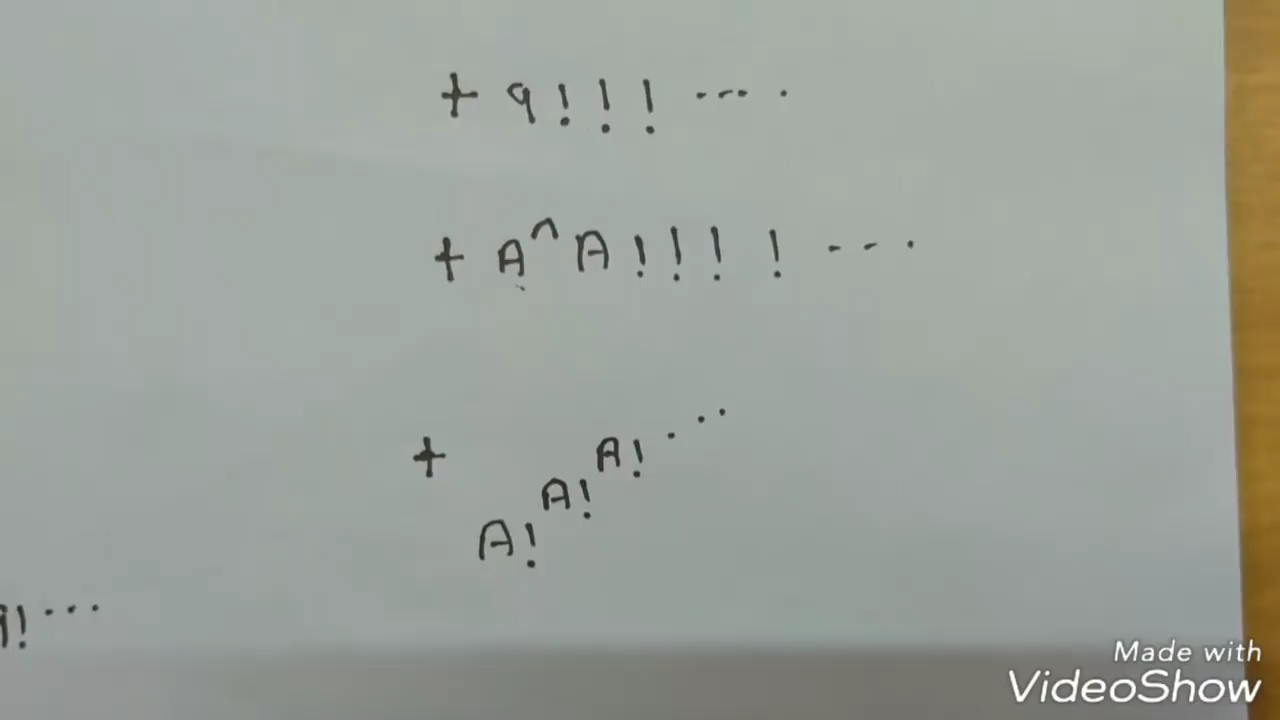 + 9!!! .... .
+ A^A!!!! ....
+ A!A!A!....
!...
Made with
VideoShow